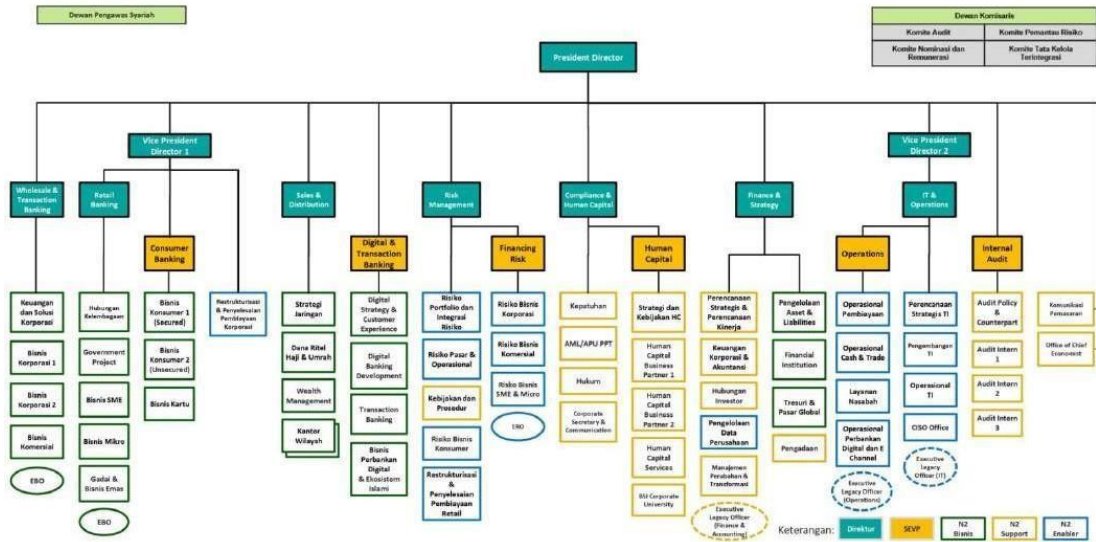 Dewan Pengawas Syariah
Dewan Komisaris
Komite Audit
Komite Pemantau Risiko
Komite Nominasi dan
Remunerasi
Komite Tata Kelola
Terintegrasi
President Director
Vice President
Director 1
Vice President
Director 2
Wholesale &
Transaction
Banking
Retail
Banking
Sales &
Distribution
Risk
Management
Compliance &
Human Capital
Finance &
Strategy
IT &
Operations
Consumer
Banking
Digital &
Transaction
Banking
Financing
Risk
Human
Capital
Operations
Internal
Audit
Keuangan
dan Solusi
Korporasi
Bisnis
Korporasi 1
Bisnis
Korporasi 2
Bisnis
Komersial
EBO
Hubungan
Kelembagaan
Government
Project
Bisnis SME
Bisnis Mikro
Gadai &
Bisnis Emas
EBO
Bisnis
Konsumer 1
(Secured)
Bisnis
Konsumer 2
(Unsecured)
Bisnis Kartu
Restrukturisasi
& Penyelesaian
Pembiayaan
Korporasi
Strategi
Jaringan
Dana Ritel
Haji & Umrah
Wealth
Management
Kantor
Wilayah
Digital
Strategy &
Customer
Experience
Digital
Banking
Development
Transaction
Banking
Bisnis
Perbankan
Digital &
Ekosistem
Islami
Risiko
Portfolio dan
Integrasi
Risiko
Risiko Pasar &
Operasional
Kebijakan dan
Prosedur
Risiko Bisnis
Konsumer
Restrukturisasi
&
Penyelesaian
Pembiayaan
Retail
Risiko Bisnis
Korporasi
Risiko Bisnis
Komersial
Risiko Bisnis
SME & Mikro
EBO
Kepatuhan
AML/APU PPT
Hukum
Corporate
Secretary &
Communication
Strategi dan
Kebijakan HC
Human
Capital
Business
Partner 1
Human
Capital
Business
Partner 2
Human
Capital
Services
BSI Corporate
University
Perencanaan
Strategis &
Perencanaan
Kinerja
Keuangan
Korporasi &
Akuntansi
Hubungan
Investor
Pengelolaan
Data
Perusahaan
Manajemen
Perubahan &
Transformasi
Executive
Legacy Officer
(Finance &
Accounting)
Pengelolaan
Asset &
Liabilities
Financial
Institution
Tresuri &
Pasar Global
Pengadaan
Operasional
Pembiayaan
Operasional
Cash & Trade
Layanan
Nasabah
Operasional
Perbankan
Digital dan E
Channel
Executive
Legacy Officer
(Operations)
Perencanaan
Strategis TI
Pengembangan
TI
Operasional
TI
CISO Office
Executive
Legacy
Officer (IT)
Audit Policy
&
Counterpart
Audit Intern
1
Audit Intern
2
Audit Intern
3
Komunikasi
Pemasaran
Office of Chief
Economist
Keterangan:
Direktur
SEVP
N2
Bisnis
N2
Support
N2
Enabler